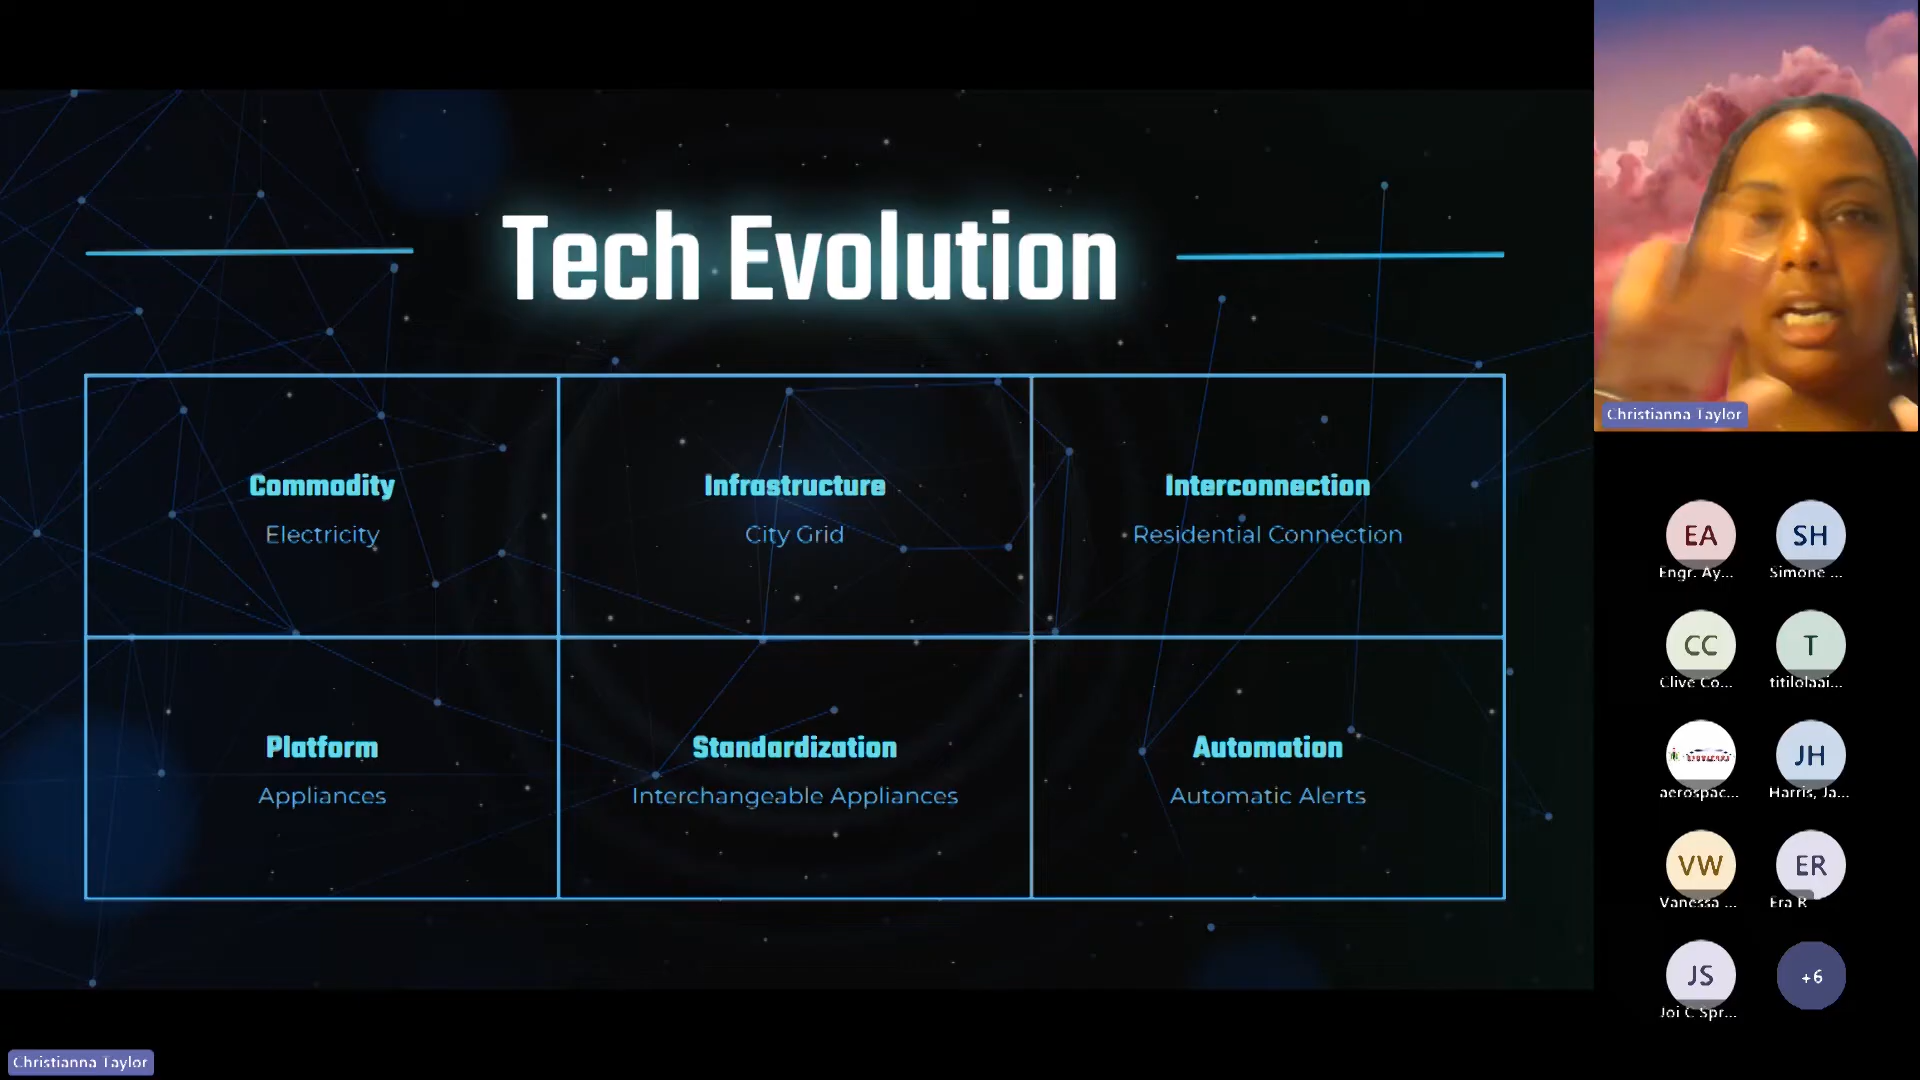 Tech Evolution
Commodity
Electricity
Infrastructure
City Grid
Interconnection
Residential Connection
Platform
Appliances
Standardization
Interchangeable Appliances
Automation
Automatic Alerts
Christianna Taylor
EA
Engr. Ay...
SH
Simone ...
CC
Clive Co...
T
titilolaai...
aerospac...
JH
Harris, Ja...
VW
Vanessa ...
ER
Era R
JS
Joi C Spr...
+6
Christianna Taylor